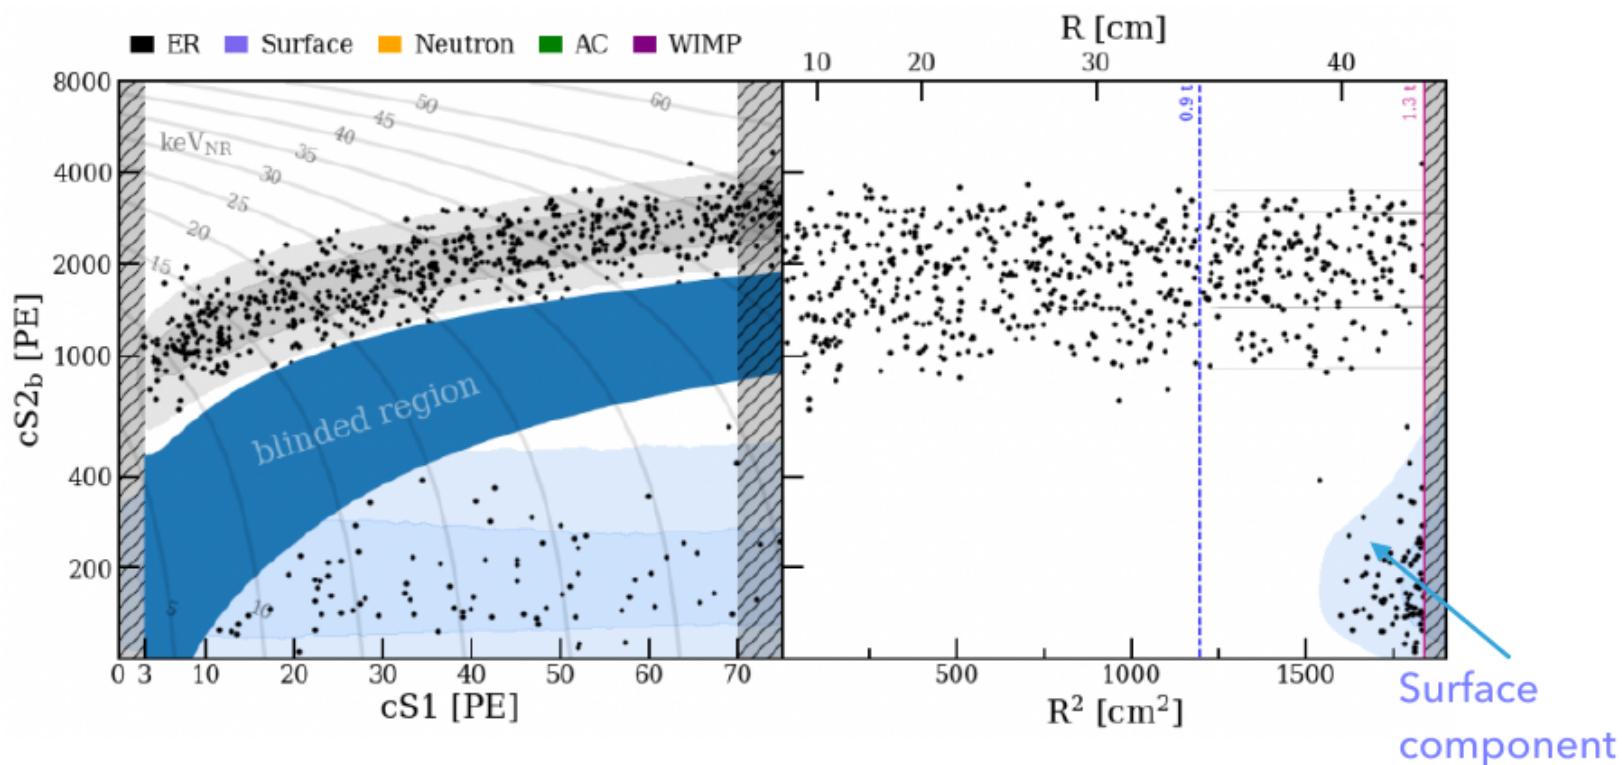 ER Surface Neutron AC WIMP
R [cm]
10 20 30 40
8000
4000
2000
1000
400
200
cS2b [PE]
keVNR
50
60
45
40
35
30
25
20
15
5
10
blinded region
0.9 t
1.3 t
0 3 10 20 30 40 50 60 70
cS1 [PE]
500 1000 1500
R² [cm²]
Surface
component